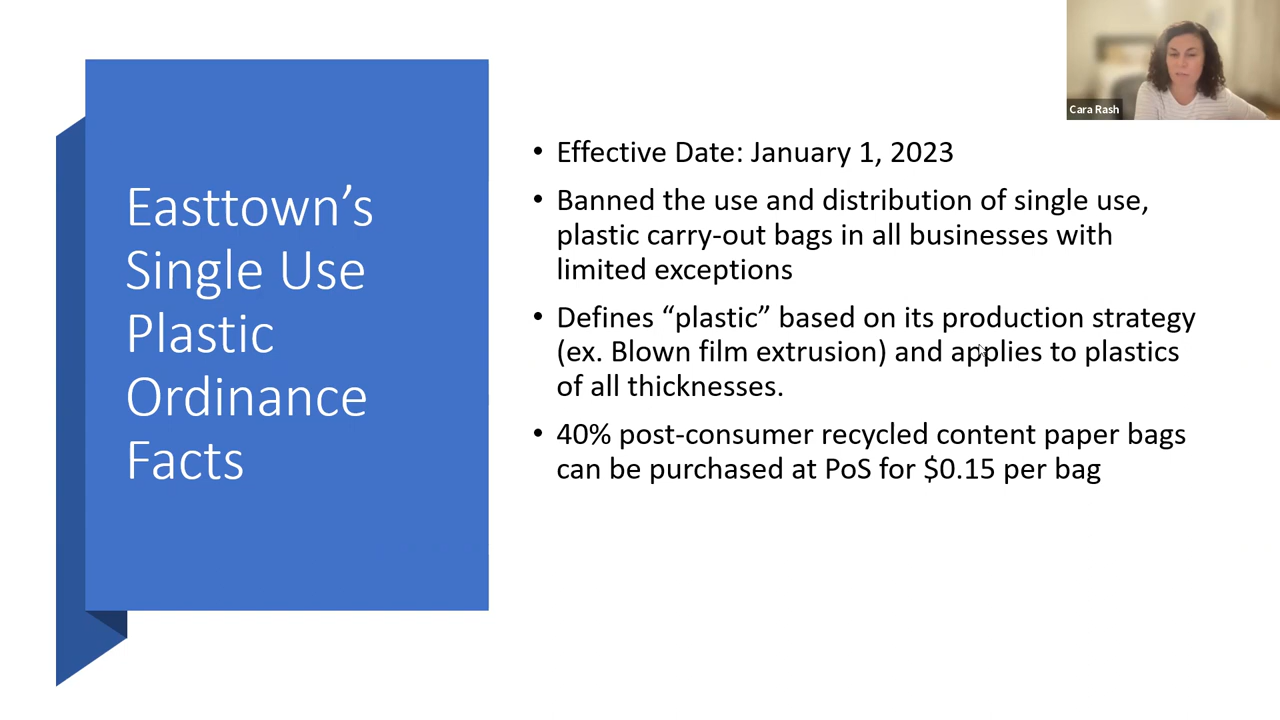 Easttown’s
Single Use
Plastic
Ordinance
Facts
• Effective Date: January 1, 2023
• Banned the use and distribution of single use,
plastic carry-out bags in all businesses with
limited exceptions
• Defines “plastic” based on its production strategy
(ex. Blown film extrusion) and applies to plastics
of all thicknesses.
• 40% post-consumer recycled content paper bags
can be purchased at PoS for $0.15 per bag
Cara Rash